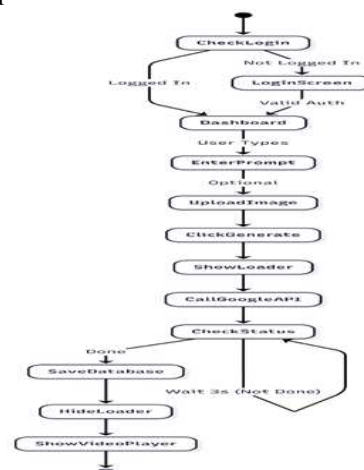 CheckLogin
Not Logged In
Logged In
LoginScreen
Valid Auth
Dashboard
User Types
EnterPrompt
Optional
UploadImage
ClickGenerate
ShowLoader
CallGoogleAPI
CheckStatus
Done
SaveDatabase
Wait 3s (Not Done)
HideLoader
ShowVideoPlayer